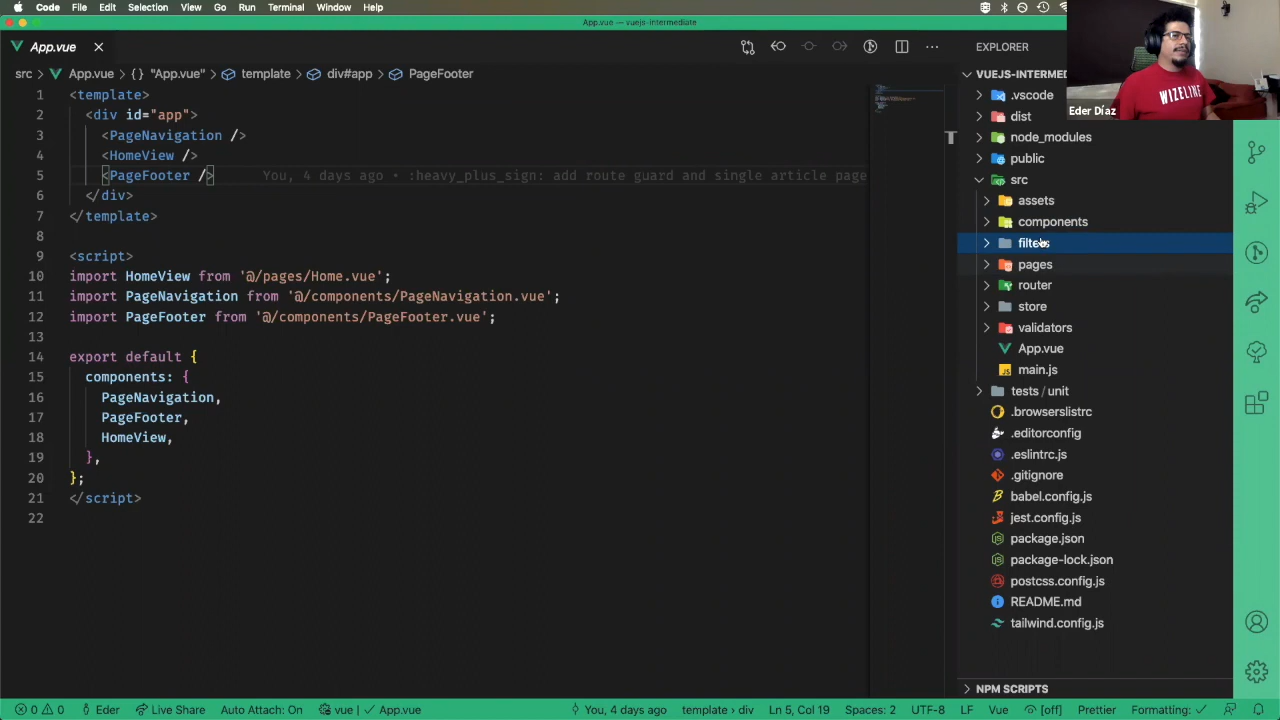 Code File Edit Selection View Go Run Terminal Window Help
App.vue — vuejs-intermediate
App.vue
EXPLORER
src > App.vue > {} "App.vue" > template > div#app > PageFooter
1 <template>
2 <div id="app">
3 <PageNavigation />
4 <HomeView />
5 <PageFooter /> You, 4 days ago • :heavy_plus_sign: add route guard and single article page
6 </div>
7 </template>
8
9 <script>
10 import HomeView from '@/pages/Home.vue';
11 import PageNavigation from '@/components/PageNavigation.vue';
12 import PageFooter from '@/components/PageFooter.vue';
13
14 export default {
15 components: {
16 PageNavigation,
17 PageFooter,
18 HomeView,
19 },
20 };
21 </script>
22
VUEJS-INTERM
.vscode
dist
node_modules
public
src
assets
components
filters
pages
router
store
validators
App.vue
main.js
tests / unit
.browserslistrc
.editorconfig
.eslintrc.js
.gitignore
babel.config.js
jest.config.js
package.json
package-lock.json
postcss.config.js
README.md
tailwind.config.js
NPM SCRIPTS
WIZELINE
Eder Díaz
0 0 Eder Live Share Auto Attach: On vue | ✓ App.vue You, 4 days ago template › div Ln 5, Col 19 Spaces: 2 UTF-8 LF Vue [off] Prettier Formatting: ✓